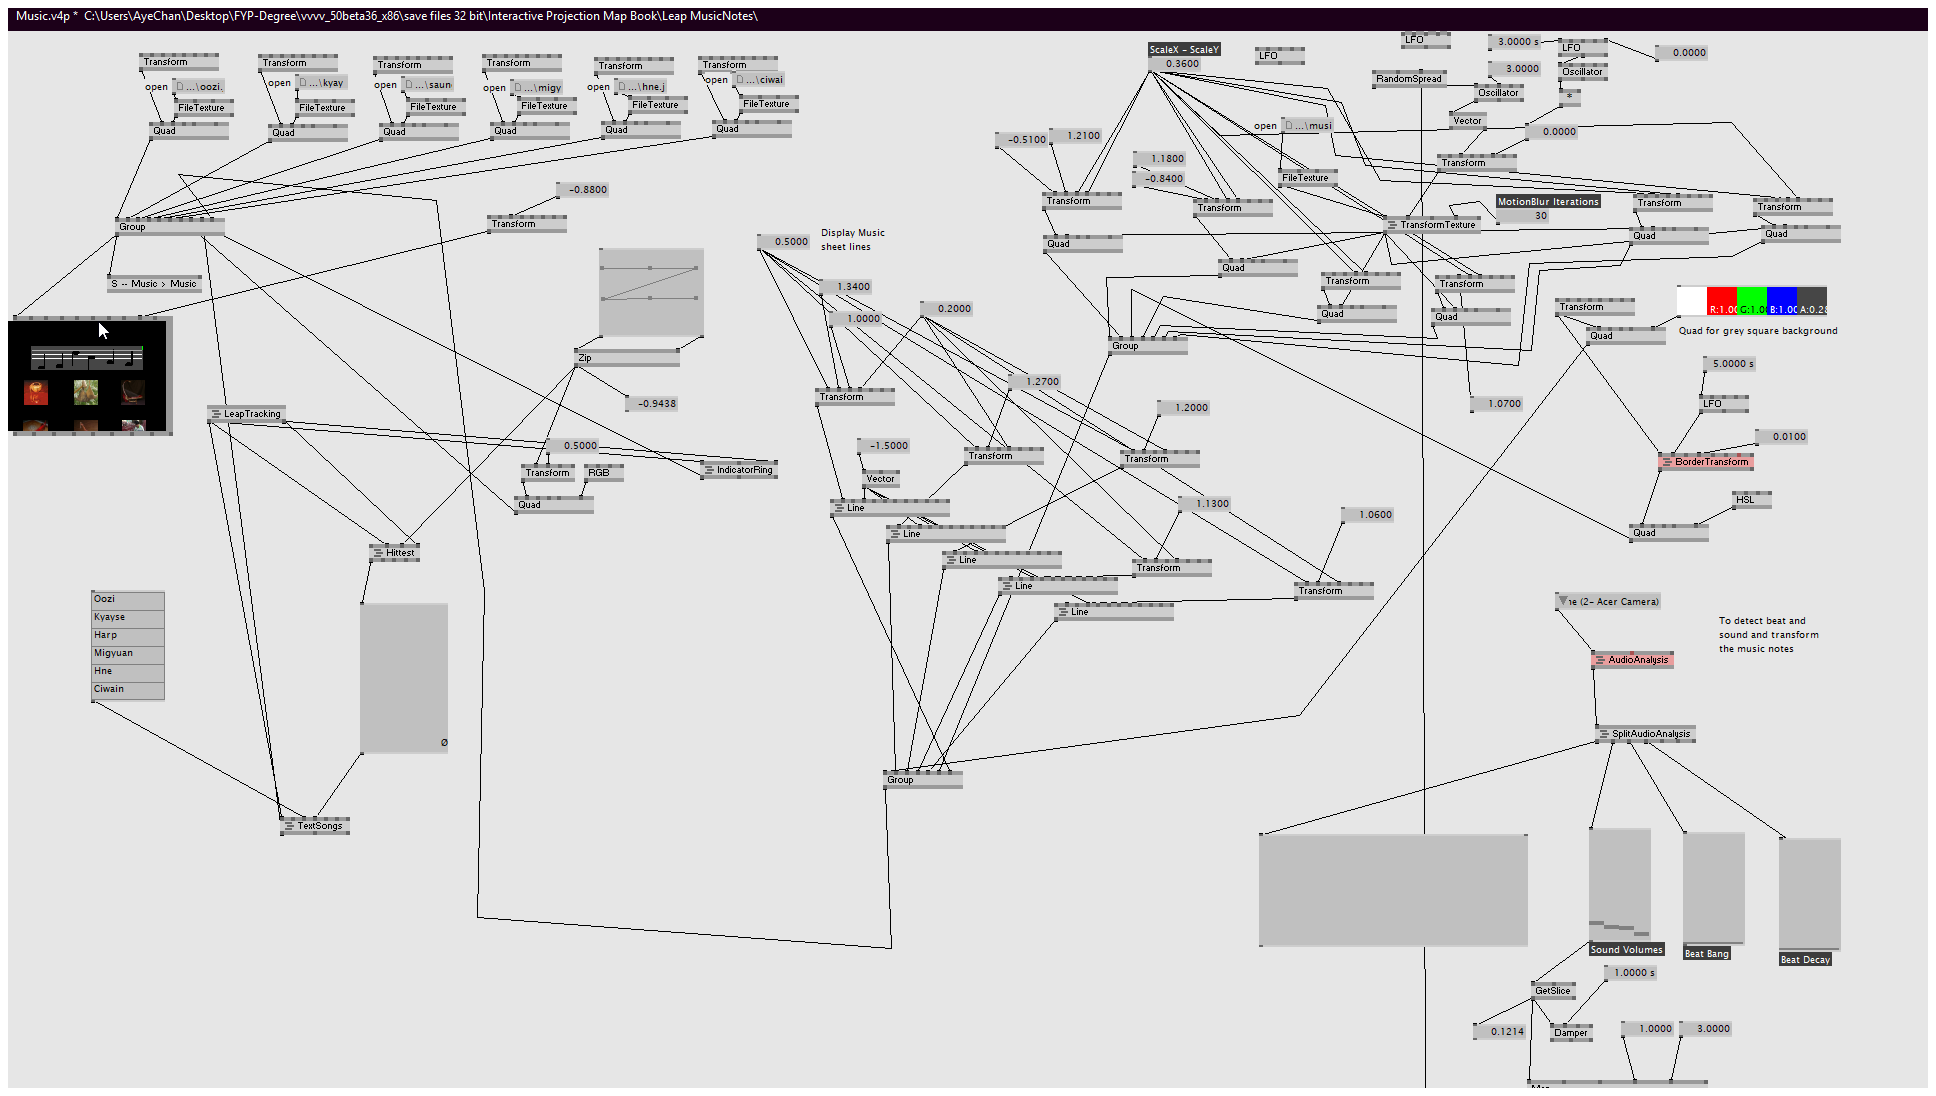 Music.v4p * C:\Users\AyeChan\Desktop\FYP-Degree\vvvv_50beta36_x86\save files 32 bit\Interactive Projection Map Book\Leap MusicNotes\
Transform
open
...\oozi.
FileTexture
Quad
Transform
open
...\kyay
FileTexture
Quad
Transform
open
...\saun
FileTexture
Quad
Transform
open
...\migy
FileTexture
Quad
Transform
open
...\hne.j
FileTexture
Quad
Transform
open
...\ciwai
FileTexture
Quad
Group
S -- Music > Music
-0.8800
Transform
Zip
-0.9438
LeapTracking
0.5000
Transform
RGB
Quad
IndicatorRing
Hittest
Oozi
Kyayse
Harp
Migyuan
Hne
Ciwain
Ø
TextSongs
0.5000
Display Music
sheet lines
1.3400
1.0000
0.2000
Transform
1.2700
1.2000
-1.5000
Vector
Transform
Transform
Line
Line
Line
Line
Line
1.1300
Transform
1.0600
Transform
Group
ScaleX - ScaleY
0.3600
LFO
LFO
3.0000 s
LFO
0.0000
RandomSpread
3.0000
Oscillator
Oscillator
*
Vector
0.0000
Transform
-0.5100
1.2100
1.1800
-0.8400
open
...\musi
FileTexture
Transform
Quad
Transform
Quad
TransformTexture
MotionBlur Iterations
30
Transform
Quad
Transform
Quad
Transform
Quad
Transform
Quad
Group
1.0700
Transform
Quad
R:1.00
G:1.00
B:1.00
A:0.28
Quad for grey square background
5.0000 s
LFO
0.0100
BorderTransform
HSL
Quad
ne (2- Acer Camera)
To detect beat and
sound and transform
the music notes
AudioAnalysis
SplitAudioAnalysis
Sound Volumes
Beat Bang
Beat Decay
GetSlice
1.0000 s
0.1214
Damper
1.0000
3.0000